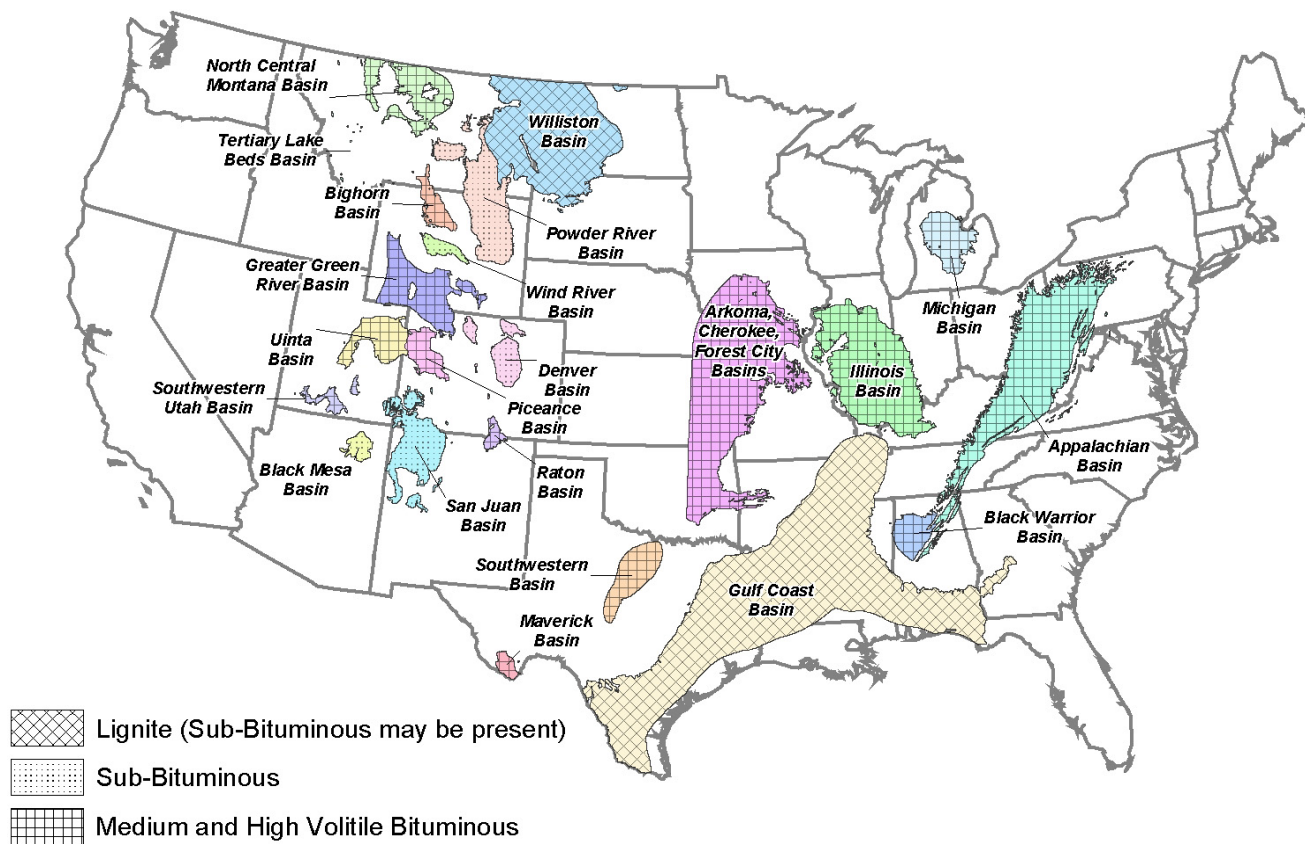 North Central
Montana Basin
Williston
Basin
Tertiary Lake
Beds Basin
Bighorn
Basin
Powder River
Basin
Greater Green
River Basin
Wind River
Basin
Michigan
Basin
Arkoma,
Cherokee,
Forest City
Basins
Uinta
Basin
Denver
Basin
Illinois
Basin
Southwestern
Utah Basin
Piceance
Basin
Appalachian
Basin
Black Mesa
Basin
Raton
Basin
San Juan
Basin
Black Warrior
Basin
Southwestern
Basin
Gulf Coast
Basin
Maverick
Basin
Lignite (Sub-Bituminous may be present)
Sub-Bituminous
Medium and High Volitile Bituminous